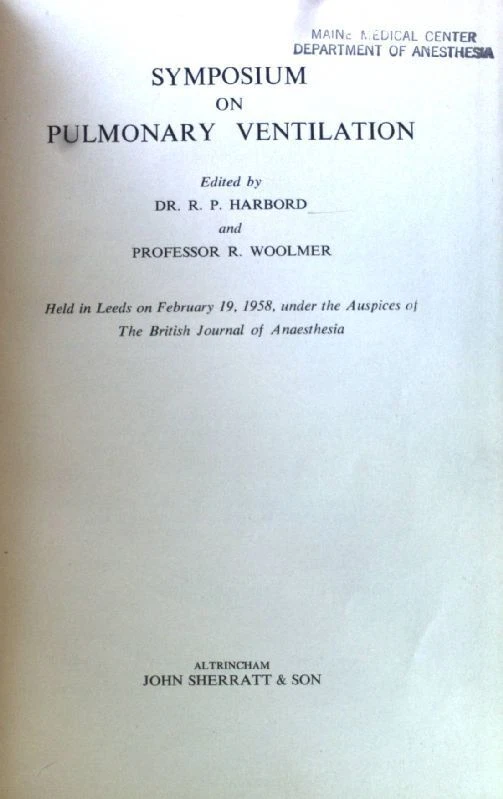 MAINE MEDICAL CENTER
DEPARTMENT OF ANESTHESIA
SYMPOSIUM
ON
PULMONARY VENTILATION
Edited by
DR. R. P. HARBORD
and
PROFESSOR R. WOOLMER
Held in Leeds on February 19, 1958, under the Auspices of
The British Journal of Anaesthesia
ALTRINCHAM
JOHN SHERRATT & SON